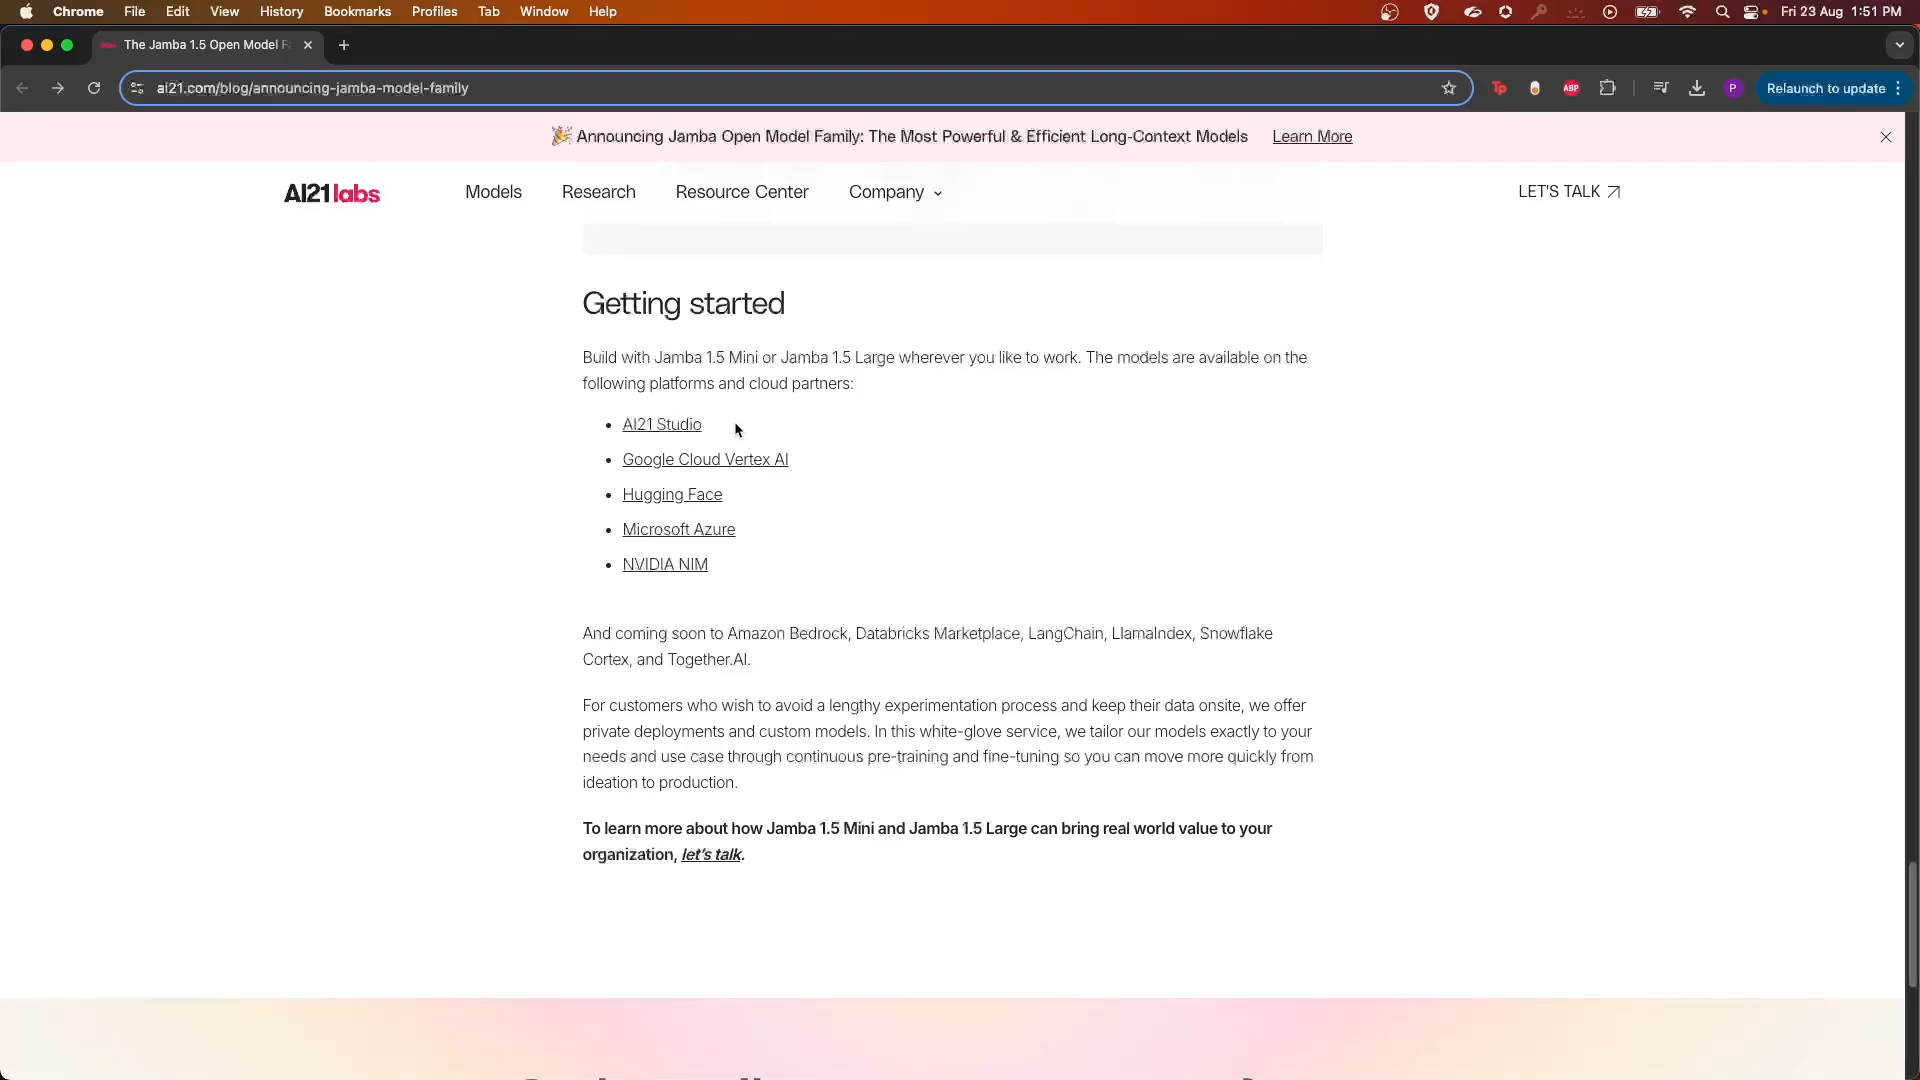 Chrome File Edit View History Bookmarks Profiles Tab Window Help Fri 23 Aug 1:51 PM
The Jamba 1.5 Open Model F
ai21.com/blog/announcing-jamba-model-family
Tp ABP P Relaunch to update
🎉 Announcing Jamba Open Model Family: The Most Powerful & Efficient Long-Context Models Learn More
AI21labs Models Research Resource Center Company LET'S TALK
Getting started
Build with Jamba 1.5 Mini or Jamba 1.5 Large wherever you like to work. The models are available on the
following platforms and cloud partners:
• AI21 Studio
• Google Cloud Vertex AI
• Hugging Face
• Microsoft Azure
• NVIDIA NIM
And coming soon to Amazon Bedrock, Databricks Marketplace, LangChain, LlamaIndex, Snowflake
Cortex, and Together.AI.
For customers who wish to avoid a lengthy experimentation process and keep their data onsite, we offer
private deployments and custom models. In this white-glove service, we tailor our models exactly to your
needs and use case through continuous pre-training and fine-tuning so you can move more quickly from
ideation to production.
To learn more about how Jamba 1.5 Mini and Jamba 1.5 Large can bring real world value to your
organization, let's talk.